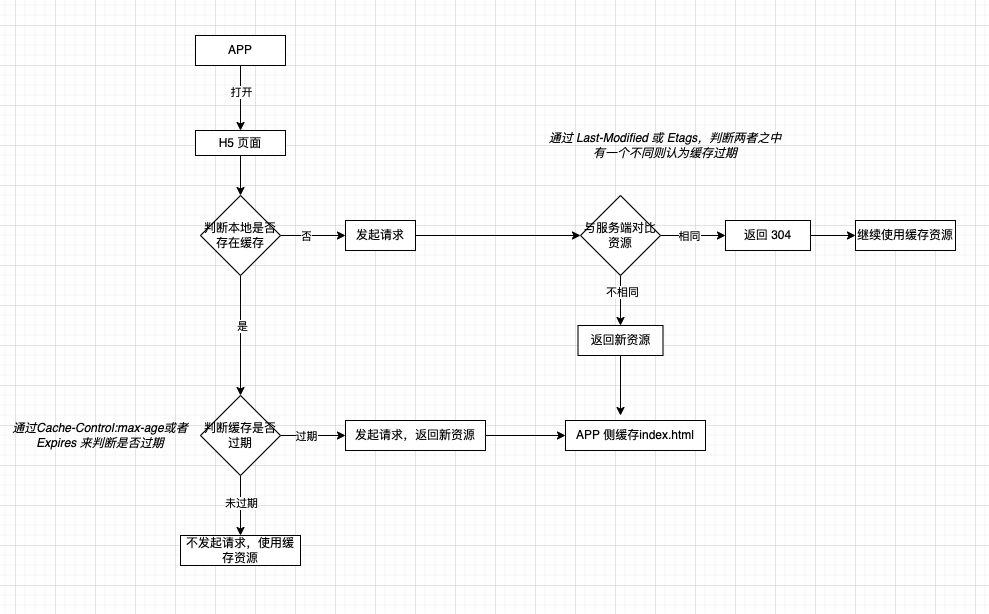 APP
打开
H5 页面
通过 Last-Modified 或 Etags，判断两者之中
有一个不同则认为缓存过期
判断本地是否
存在缓存
否
发起请求
与服务端对比
资源
相同
返回 304
继续使用缓存资源
不相同
是
返回新资源
通过Cache-Control:max-age或者
Expires 来判断是否过期
判断缓存是否
过期
过期
发起请求，返回新资源
APP 侧缓存index.html
未过期
不发起请求，使用缓
存资源